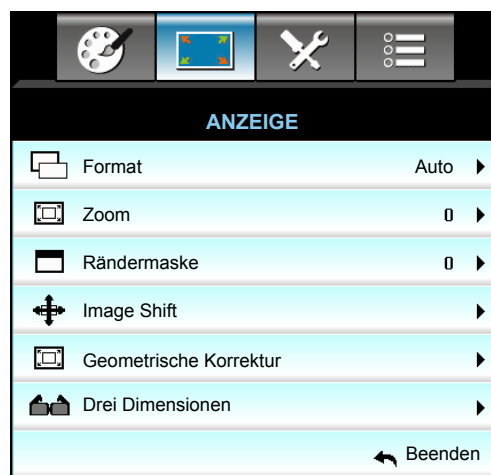 ANZEIGE
Format Auto
Zoom 0
Rändermaske 0
Image Shift
Geometrische Korrektur
Drei Dimensionen
Beenden